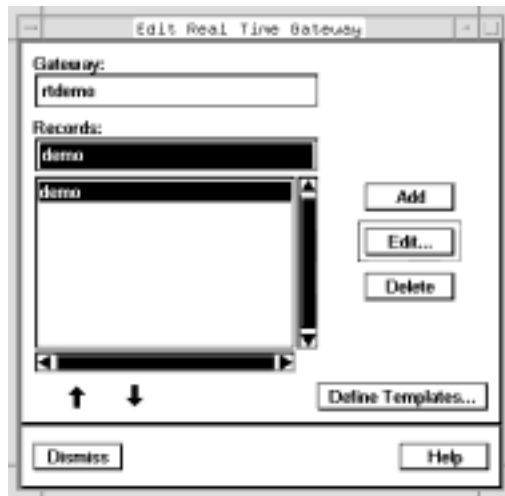 Edit Real Time Gateway
Gateway:
rtdemo
Records:
demo
demo
Add
Edit...
Delete
Define Templates...
Dismiss
Help